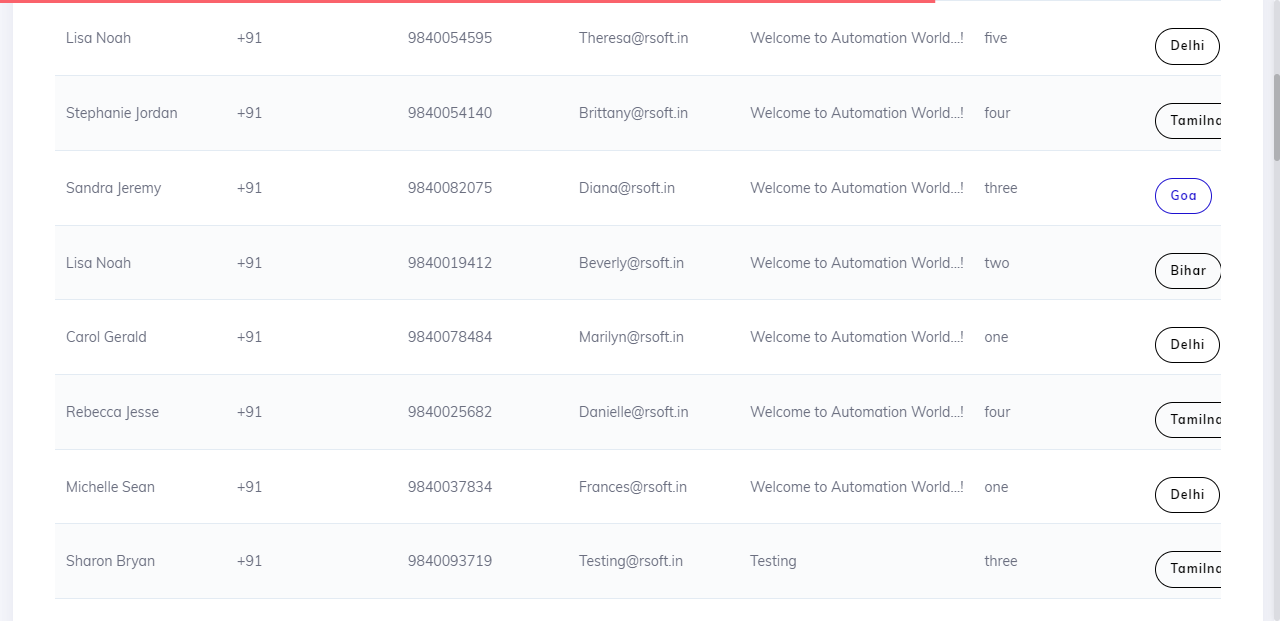 Lisa Noah +91 9840054595 Theresa@rsoft.in Welcome to Automation World...! five Delhi
Stephanie Jordan +91 9840054140 Brittany@rsoft.in Welcome to Automation World...! four Tamilna
Sandra Jeremy +91 9840082075 Diana@rsoft.in Welcome to Automation World...! three Goa
Lisa Noah +91 9840019412 Beverly@rsoft.in Welcome to Automation World...! two Bihar
Carol Gerald +91 9840078484 Marilyn@rsoft.in Welcome to Automation World...! one Delhi
Rebecca Jesse +91 9840025682 Danielle@rsoft.in Welcome to Automation World...! four Tamilna
Michelle Sean +91 9840037834 Frances@rsoft.in Welcome to Automation World...! one Delhi
Sharon Bryan +91 9840093719 Testing@rsoft.in Testing three Tamilna